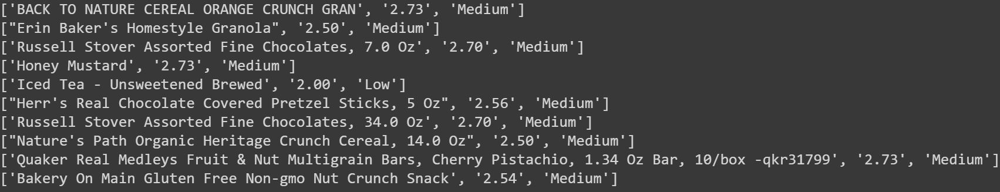 ['BACK TO NATURE CEREAL ORANGE CRUNCH GRAN', '2.73', 'Medium']
["Erin Baker's Homestyle Granola", '2.50', 'Medium']
['Russell Stover Assorted Fine Chocolates, 7.0 Oz', '2.70', 'Medium']
['Honey Mustard', '2.73', 'Medium']
['Iced Tea - Unsweetened Brewed', '2.00', 'Low']
["Herr's Real Chocolate Covered Pretzel Sticks, 5 Oz", '2.56', 'Medium']
['Russell Stover Assorted Fine Chocolates, 34.0 Oz', '2.70', 'Medium']
["Nature's Path Organic Heritage Crunch Cereal, 14.0 Oz", '2.50', 'Medium']
['Quaker Real Medleys Fruit & Nut Multigrain Bars, Cherry Pistachio, 1.34 Oz Bar, 10/box -qkr31799', '2.73', 'Medium']
['Bakery On Main Gluten Free Non-gmo Nut Crunch Snack', '2.54', 'Medium']